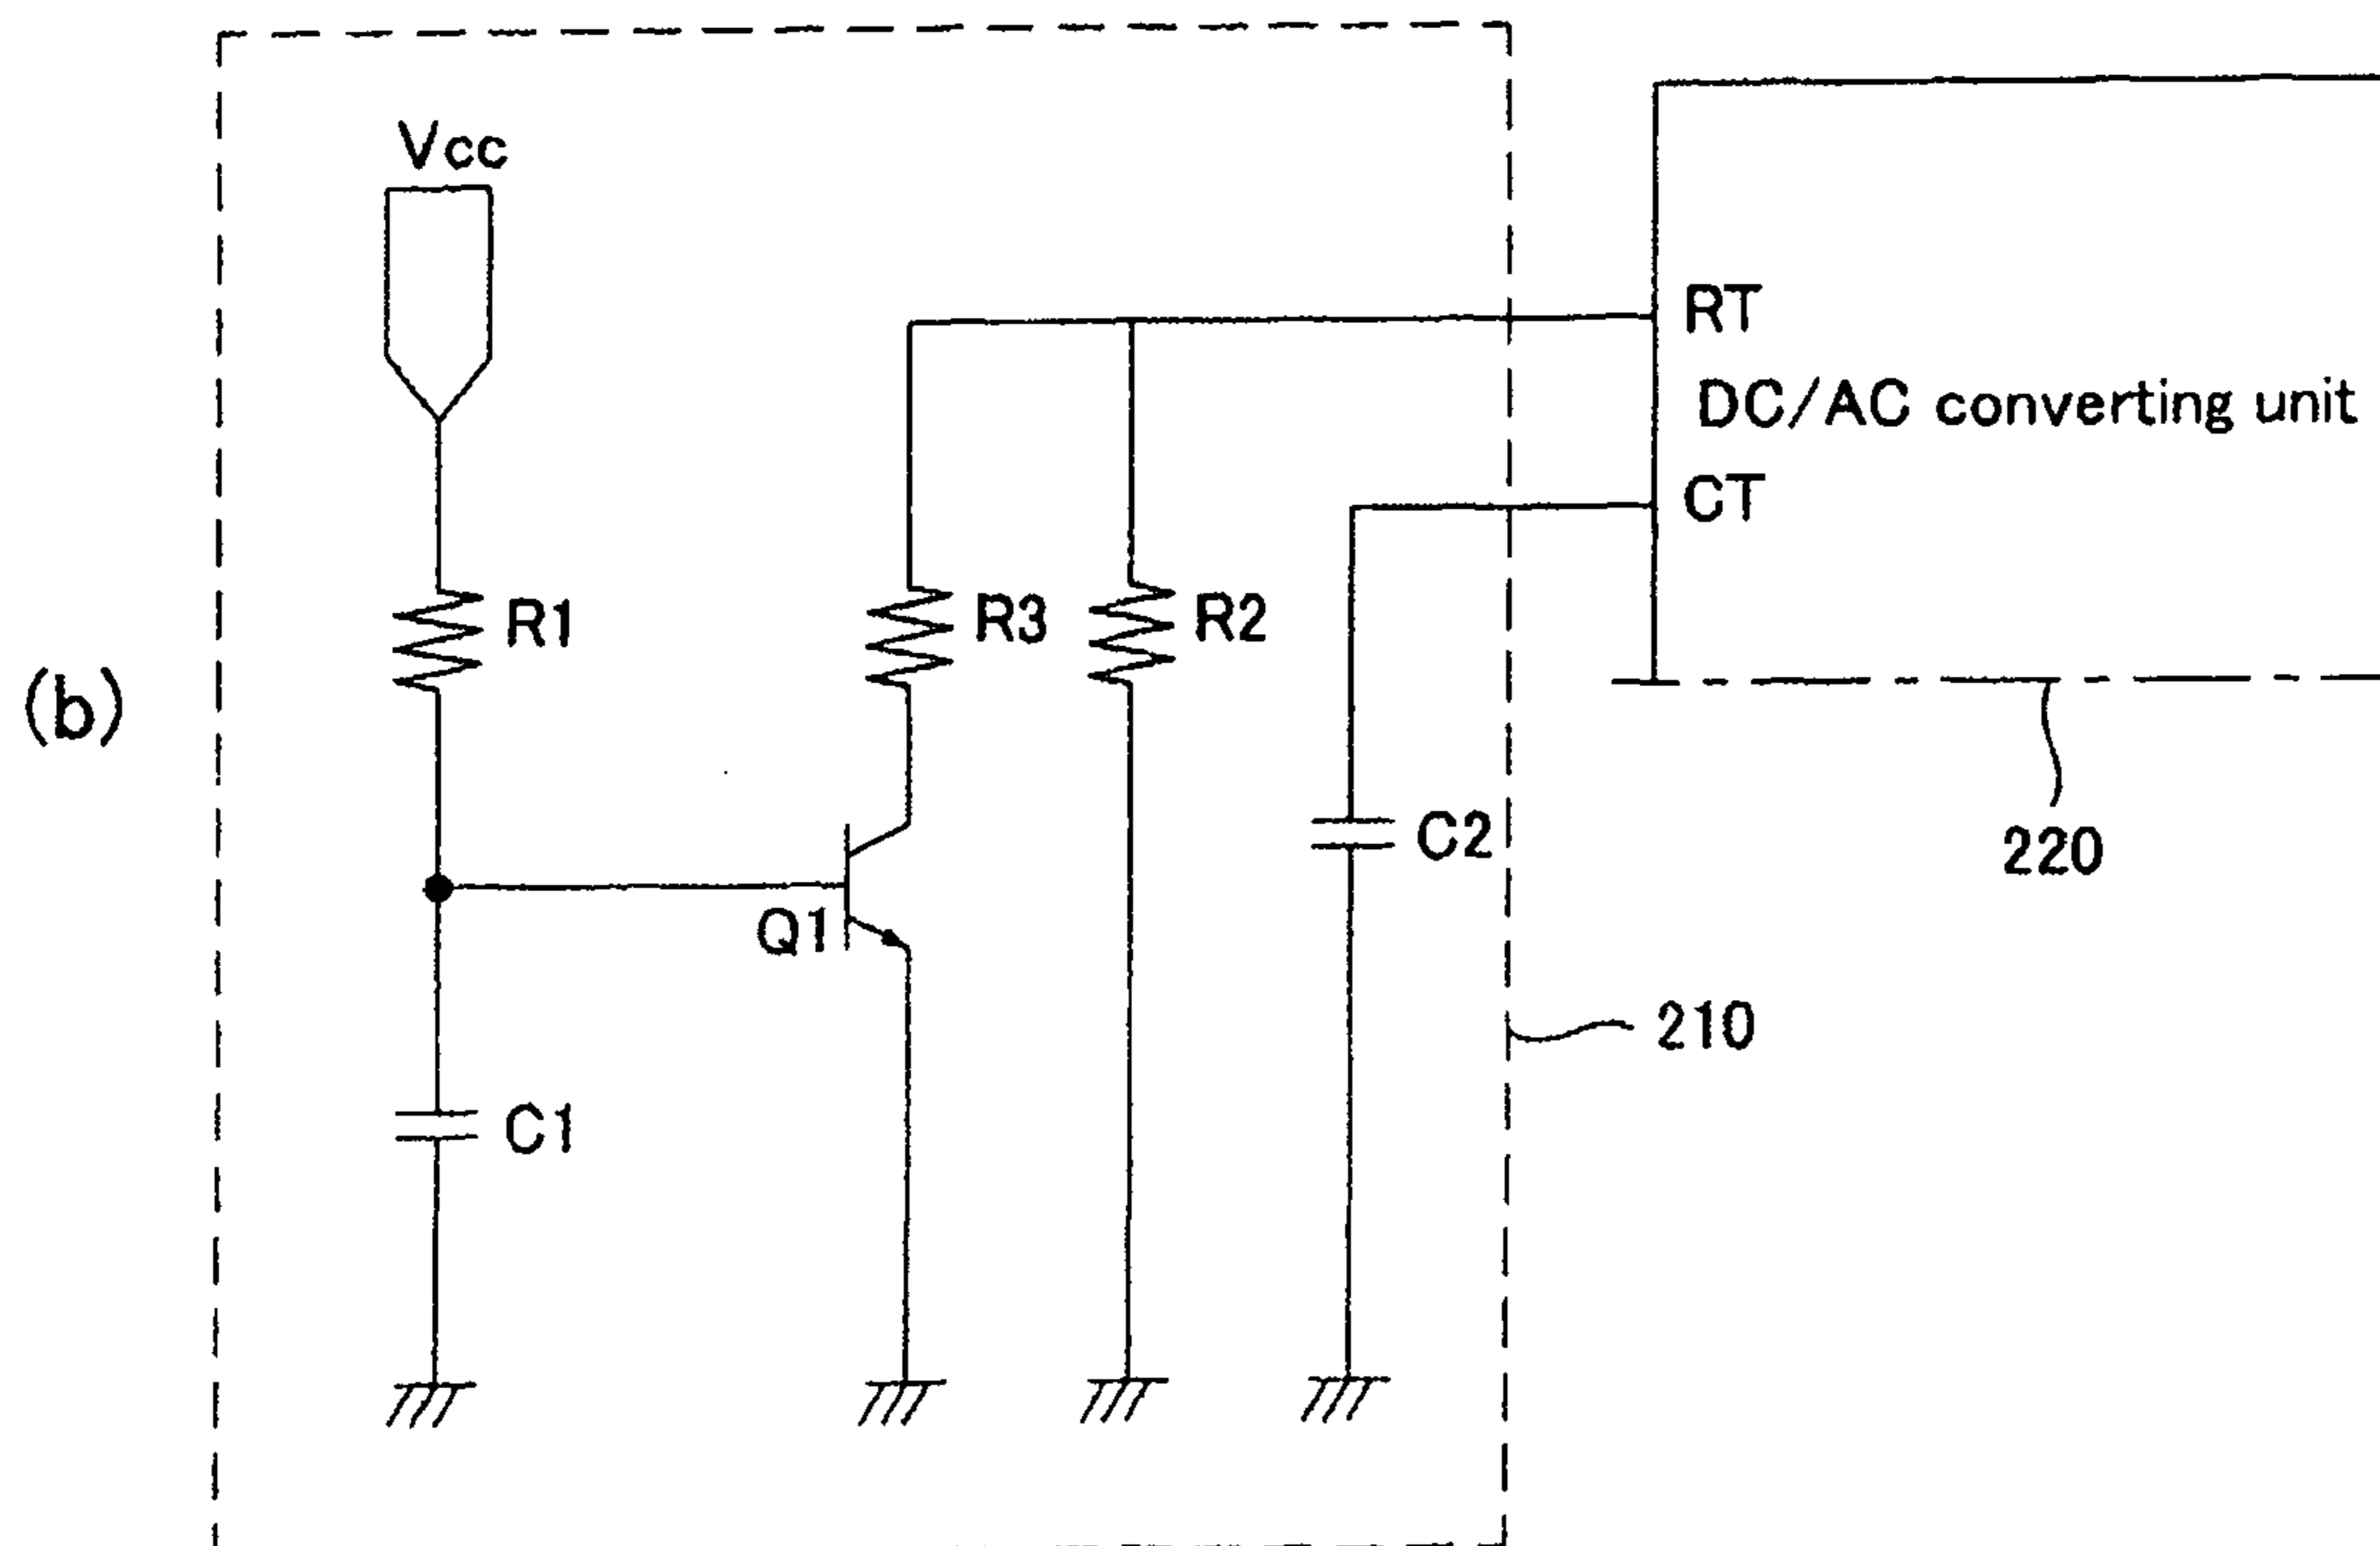 Vcc
RT
DC/AC converting unit
CT
R1
R3
R2
(b)
C2
220
Q1
210
C1